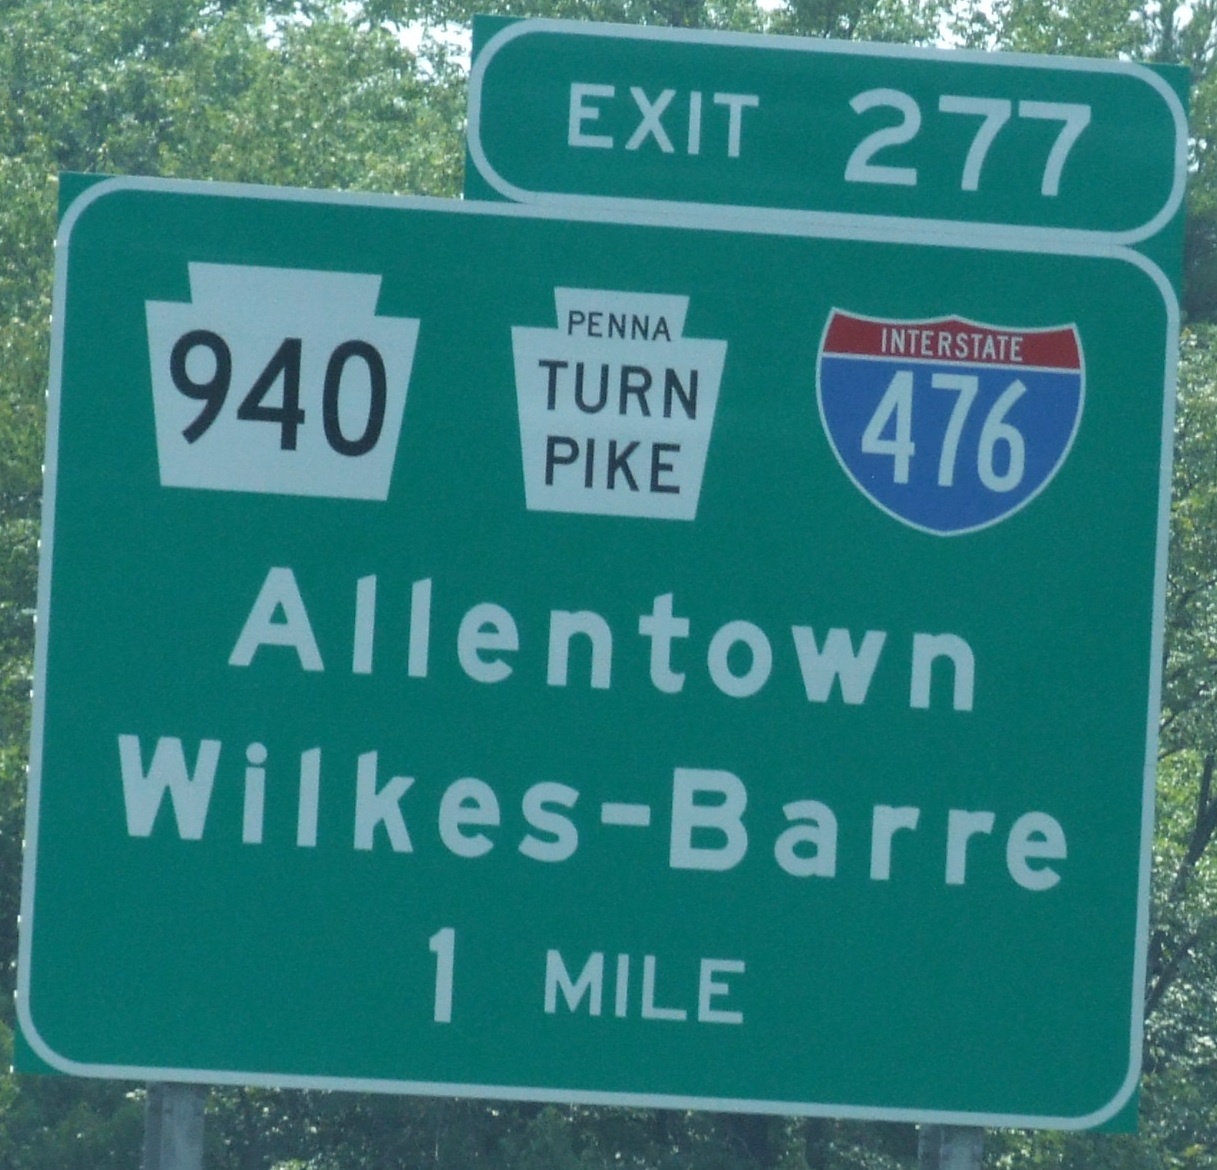 EXIT 277
940
PENNA
TURN
PIKE
INTERSTATE
476
Allentown
Wilkes-Barre
1 MILE